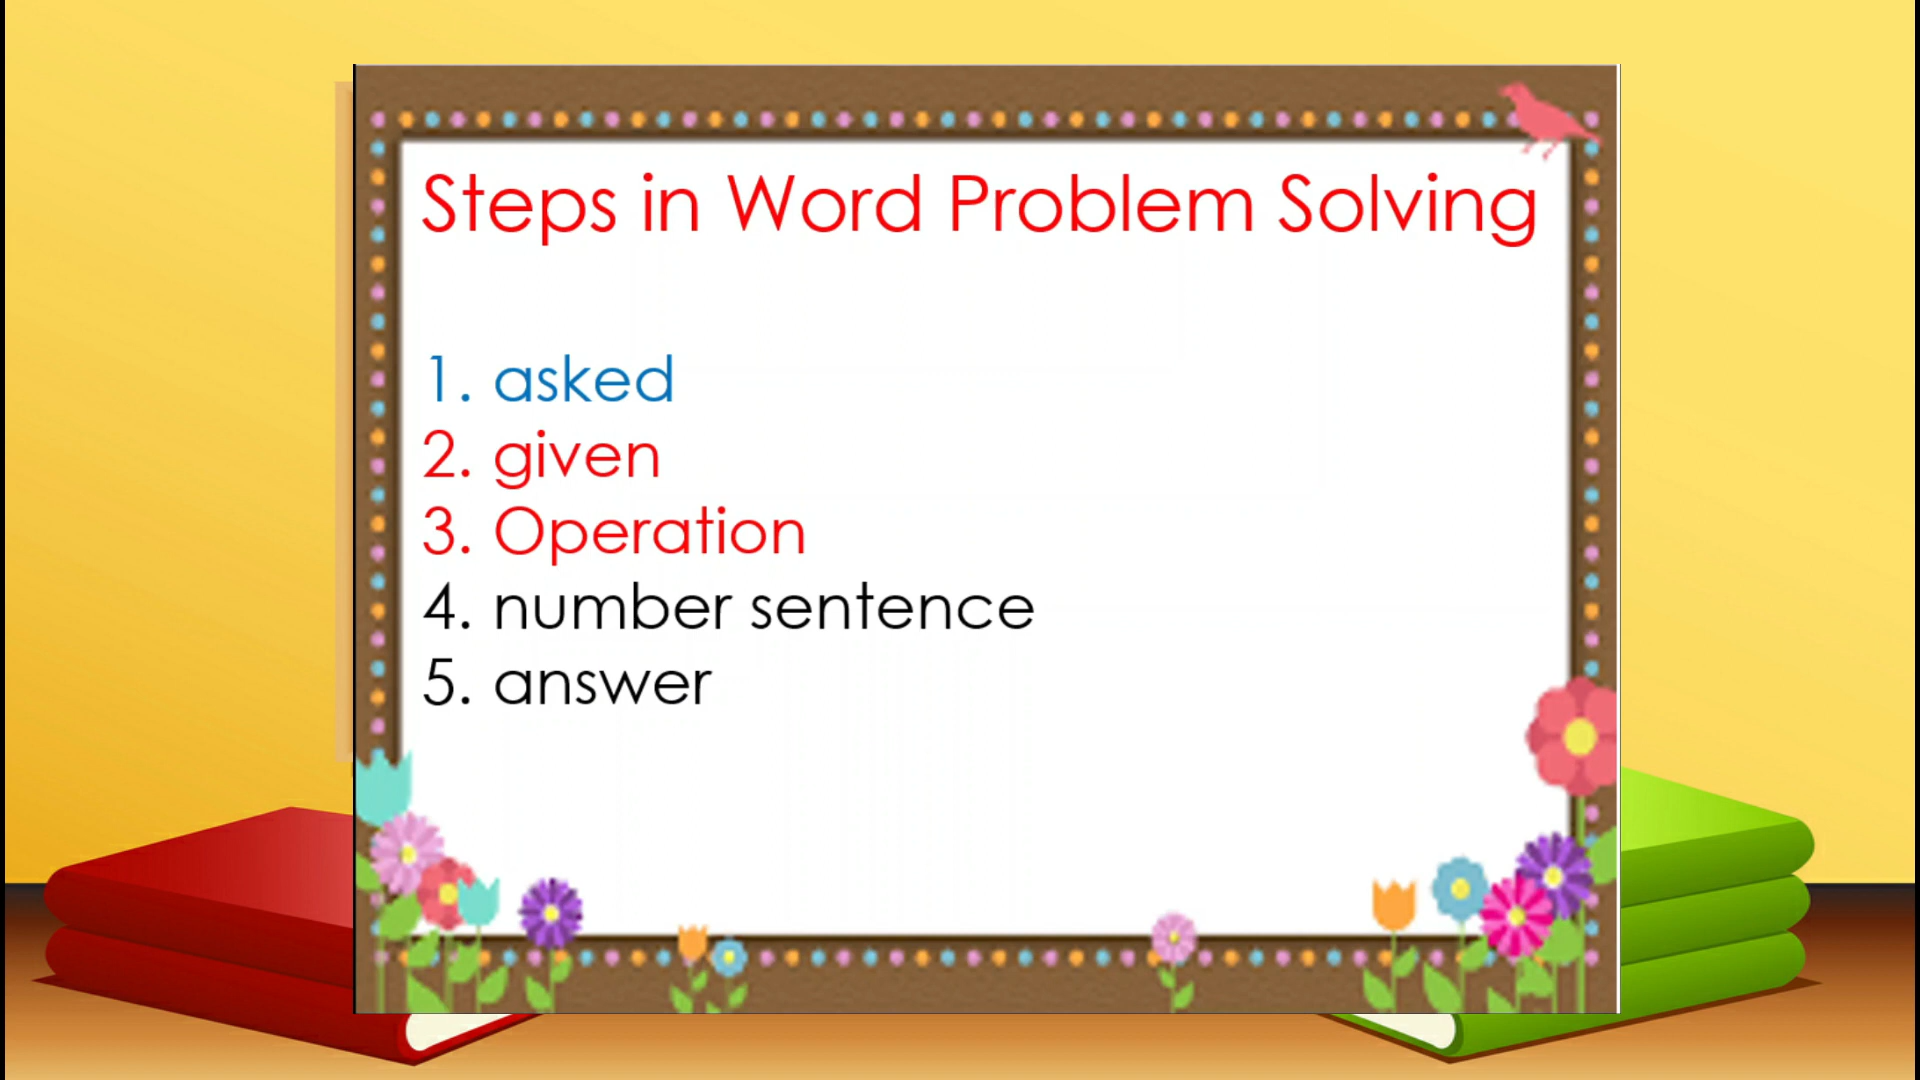 Steps in Word Problem Solving
1. asked
2. given
3. Operation
4. number sentence
5. answer